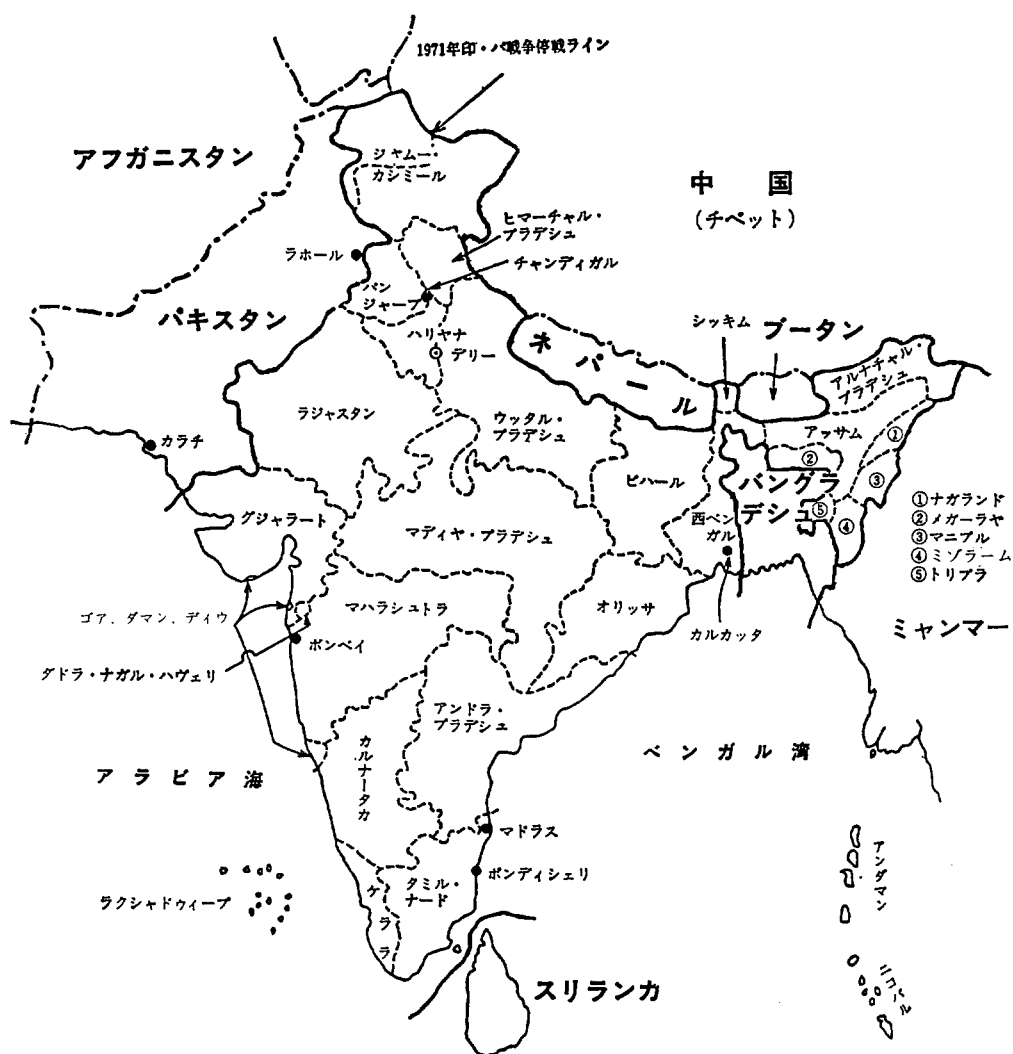 1971年印・パ戦争停戦ライン
アフガニスタン
ジャムー・
カシミール
中国
(チベット)
ヒマーチャル・
プラデシュ
ラホール
チャンディガル
パン
ジャーブ
パキスタン
シッキム
ブータン
ハリヤナ
デリー
ネパール
アルナチャル・
プラデシュ
ラジャスタン
ウッタル・
プラデシュ
カラチ
アッサム
①
②
ビハール
③
バングラ
デシュ
⑤
④
①ナガランド
②メガーラヤ
③マニプル
④ミゾラーム
⑤トリプラ
グジャラート
マディヤ・プラデシュ
西ベン
ガル
マハラシュトラ
オリッサ
ゴア、ダマン、ディウ
カルカッタ
ミャンマー
ボンベイ
ダドラ・ナガル・ハヴェリ
アンドラ・
プラデシュ
カルナータカ
ベンガル湾
アラビア海
マドラス
アンダマン
ポンディシェリ
タミル・
ナード
ケララ
ラクシャドウィープ
ニコバル
スリランカ